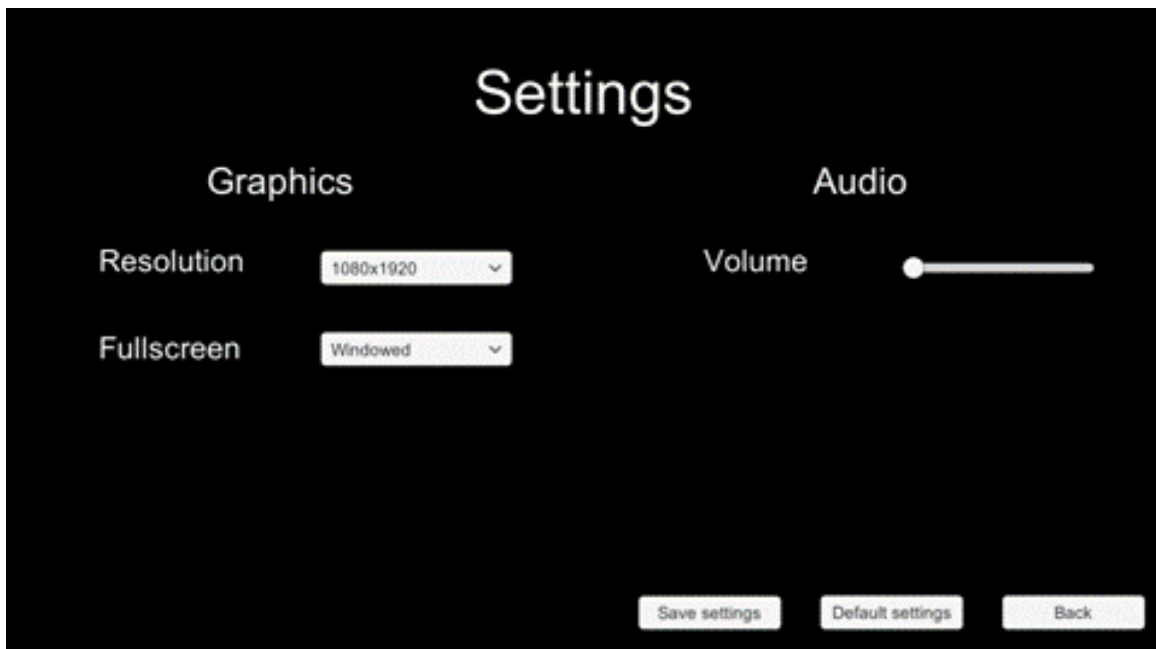 Settings
Graphics
Audio
Resolution
1080x1920
Volume
Fullscreen
Windowed
Save settings
Default settings
Back